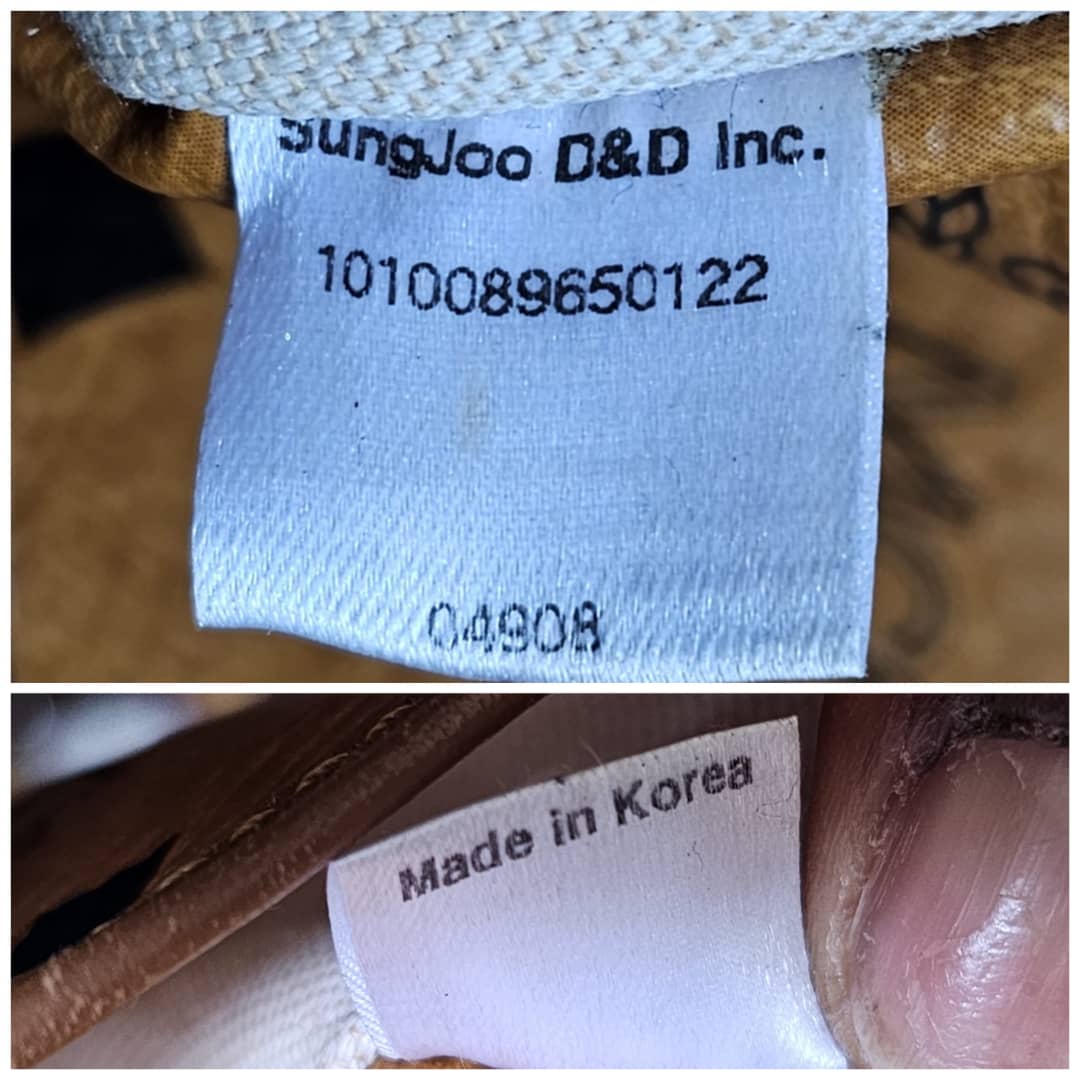 SungJoo D&D Inc.
1010089650122
04908
Made in Korea